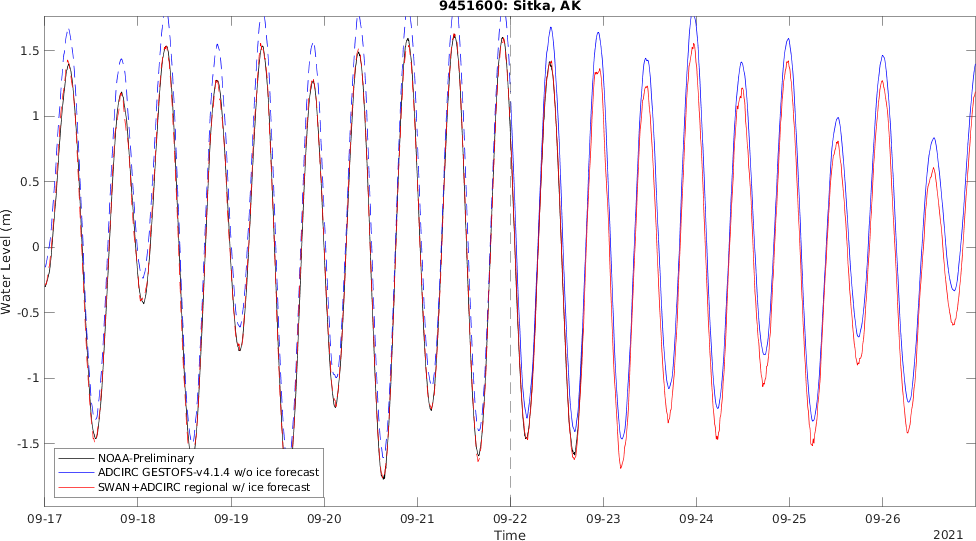 9451600: Sitka, AK
Water Level (m)
1.5
1
0.5
0
-0.5
-1
-1.5
NOAA-Preliminary
ADCIRC GESTOFS-v4.1.4 w/o ice forecast
SWAN+ADCIRC regional w/ ice forecast
09-17 09-18 09-19 09-20 09-21 09-22 09-23 09-24 09-25 09-26
Time
2021